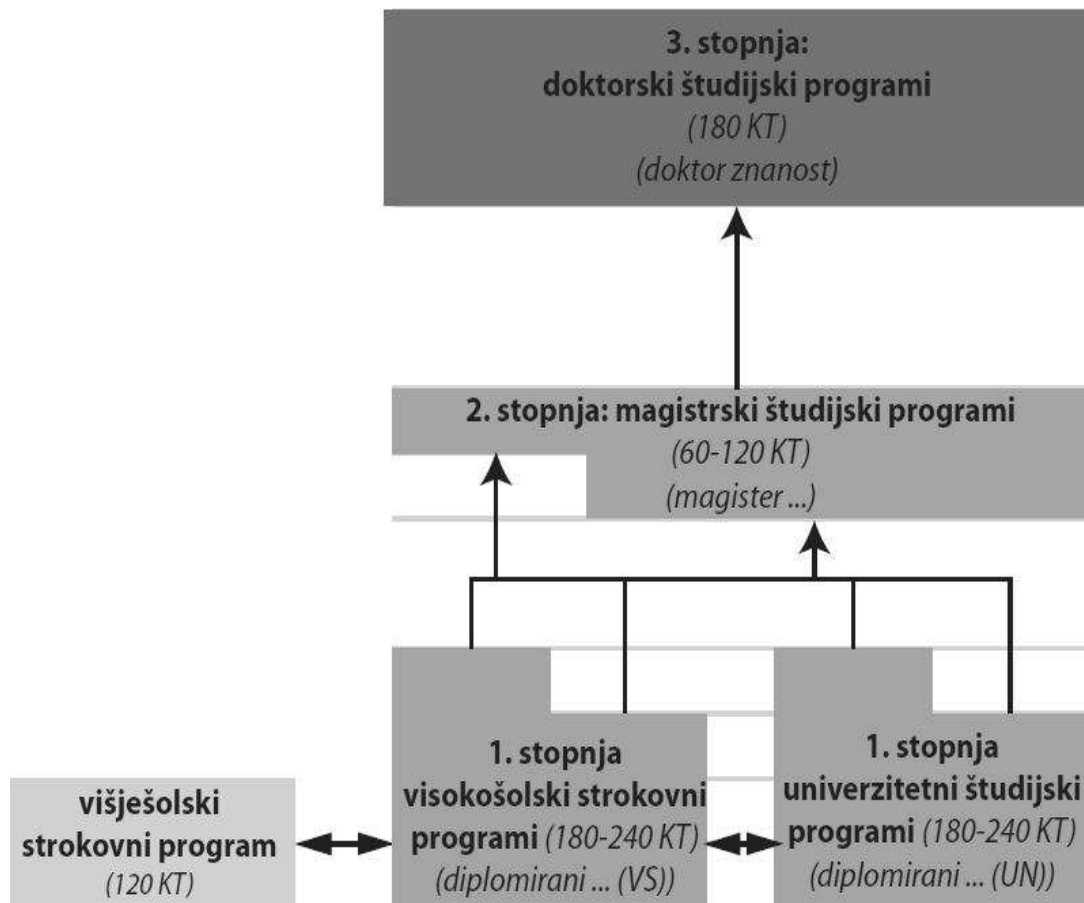 3. stopnja:
doktorski študijski programi
(180 KT)
(doktor znanost)
2. stopnja: magistrski študijski programi
(60-120 KT)
(magister ...)
višješolski
strokovni program
(120 KT)
1. stopnja
visokošolski strokovni
programi (180-240 KT)
(diplomirani ... (VS))
1. stopnja
univerzitetni študijski
programi (180-240 KT)
(diplomirani ... (UN))